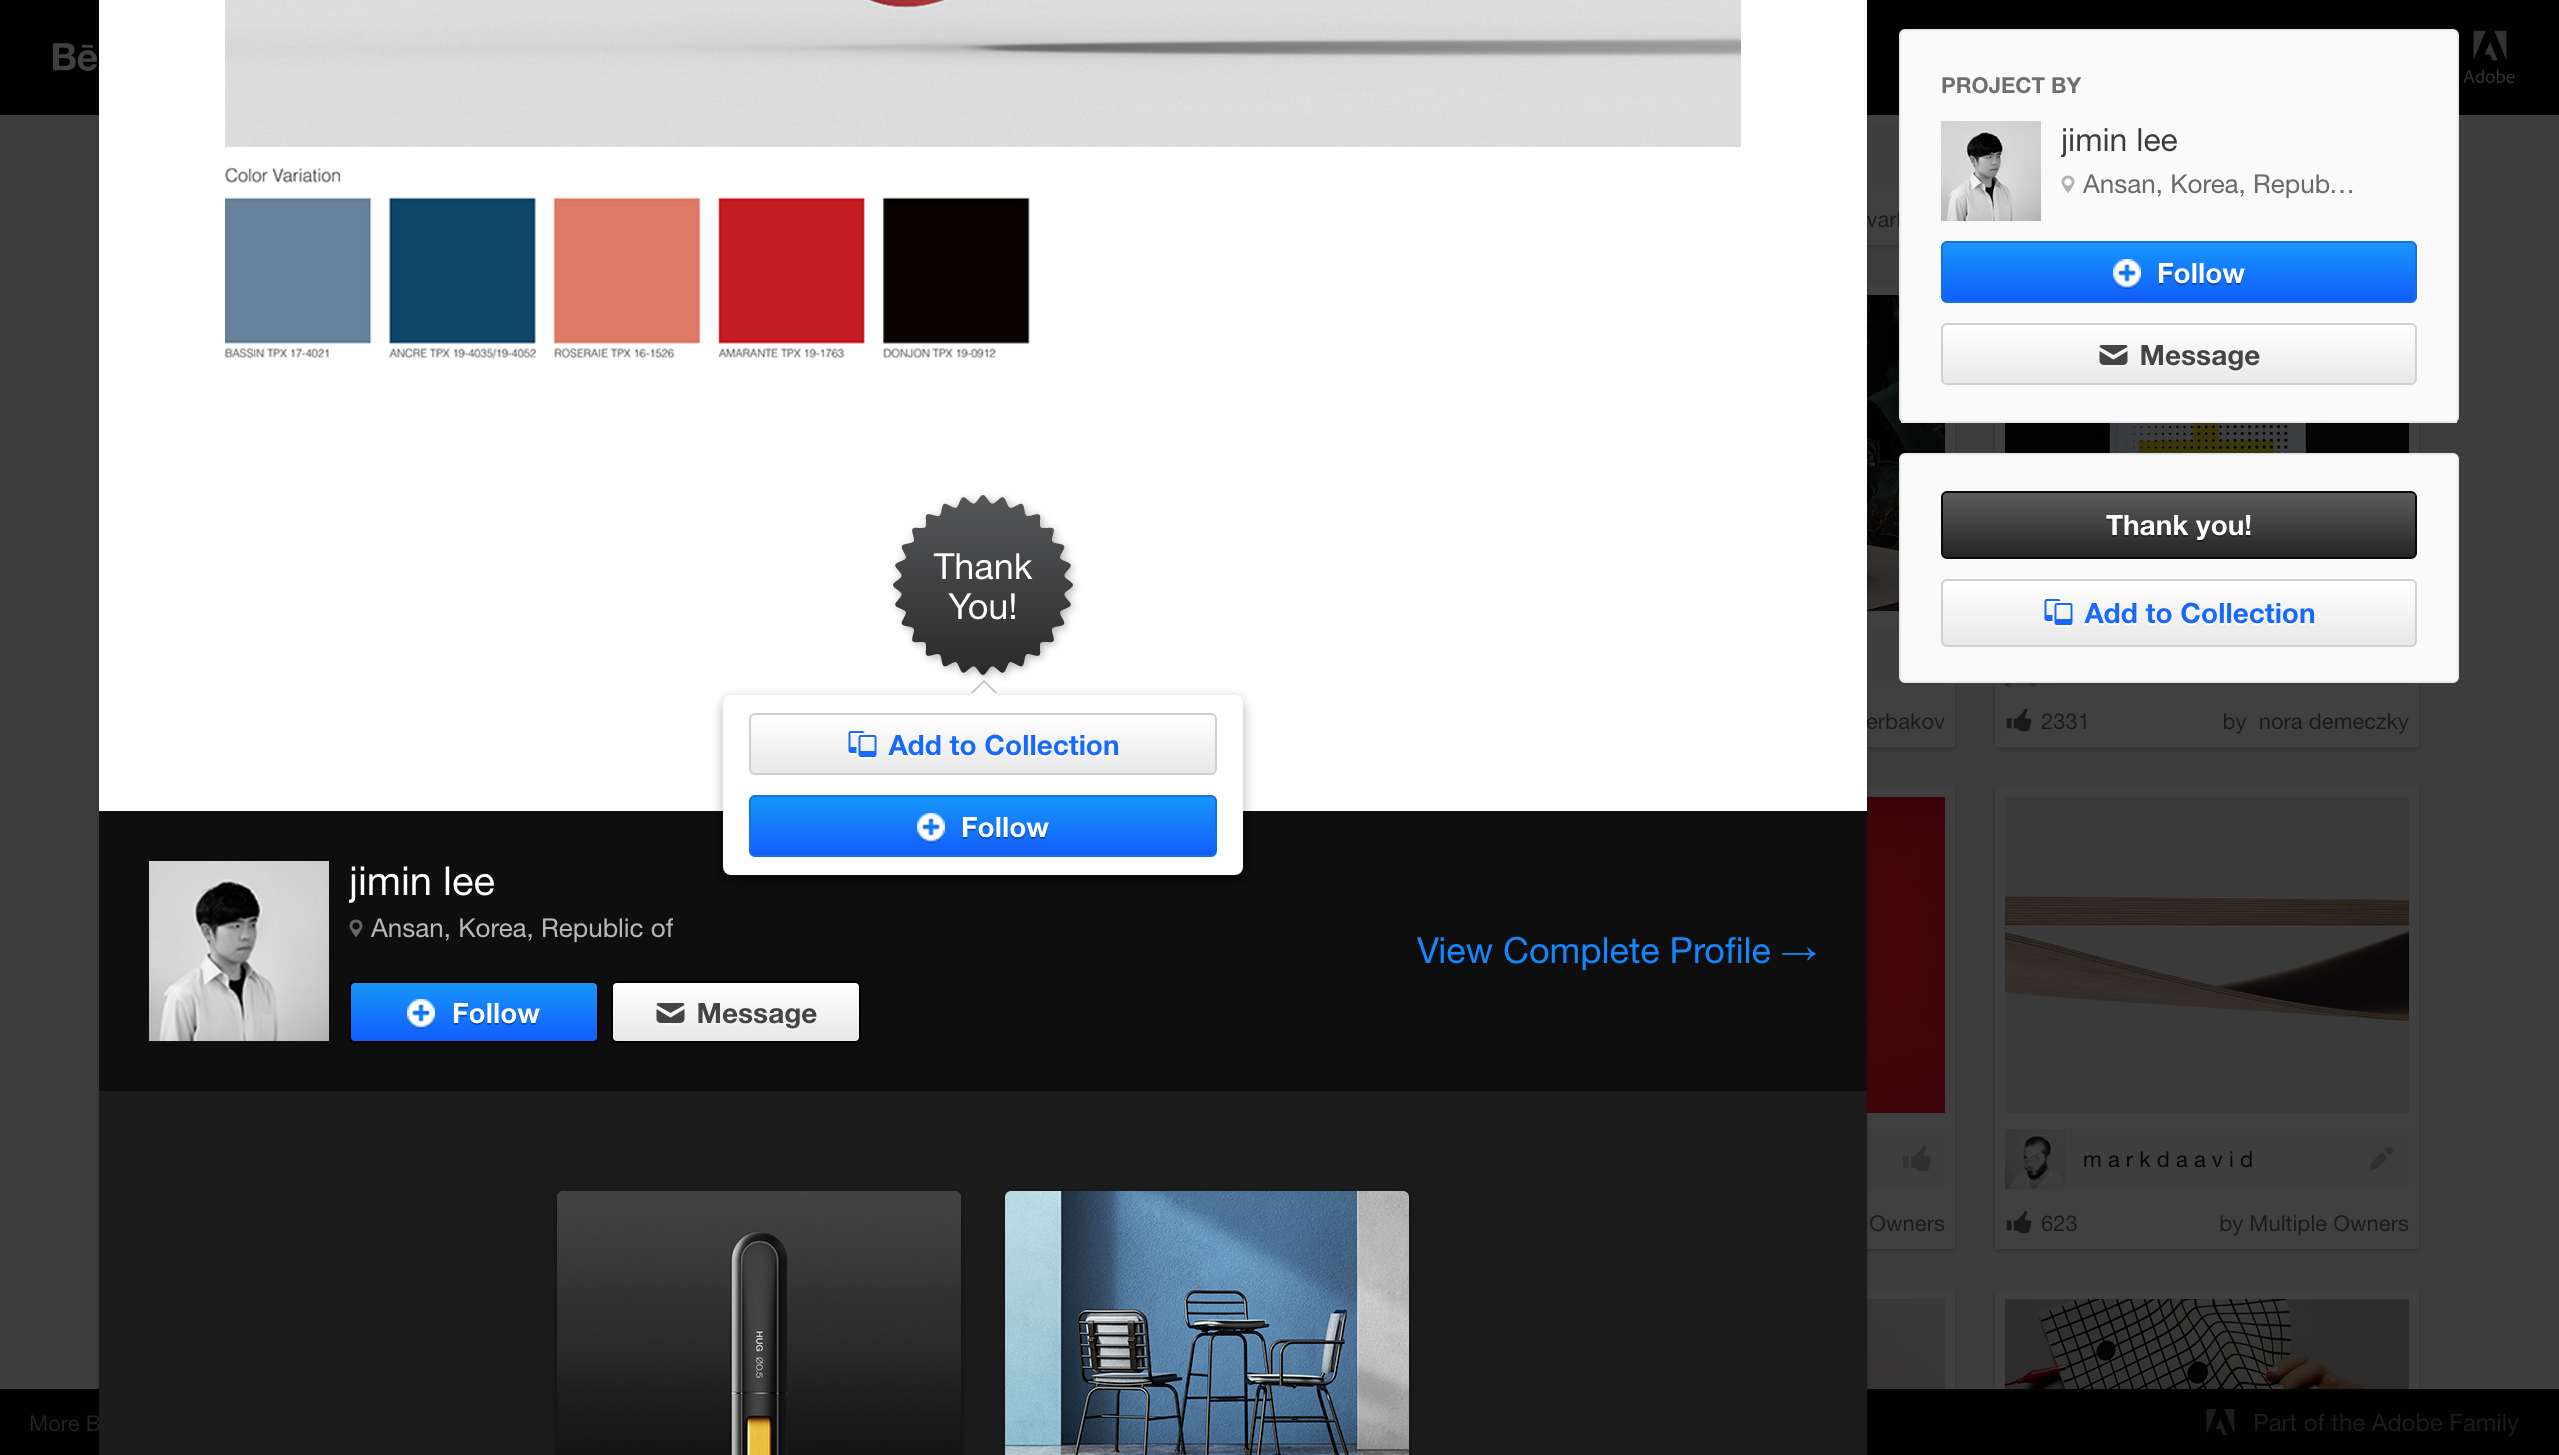 Bē
Color Variation
BASSIN TPX 17-4021
ANCRE TPX 19-4035/19-4052
ROSERAIE TPX 16-1526
AMARANTE TPX 19-1763
DONJON TPX 19-0912
Thank
You!
Add to Collection
Follow
jimin lee
Ansan, Korea, Republic of
Follow
Message
View Complete Profile →
HUG Ø0.5
PROJECT BY
jimin lee
Ansan, Korea, Repub…
Follow
Message
Thank you!
Add to Collection
Adobe
erbakov
2331
by nora demeczky
markdaavid
Owners
623
by Multiple Owners
More B
Part of the Adobe Family